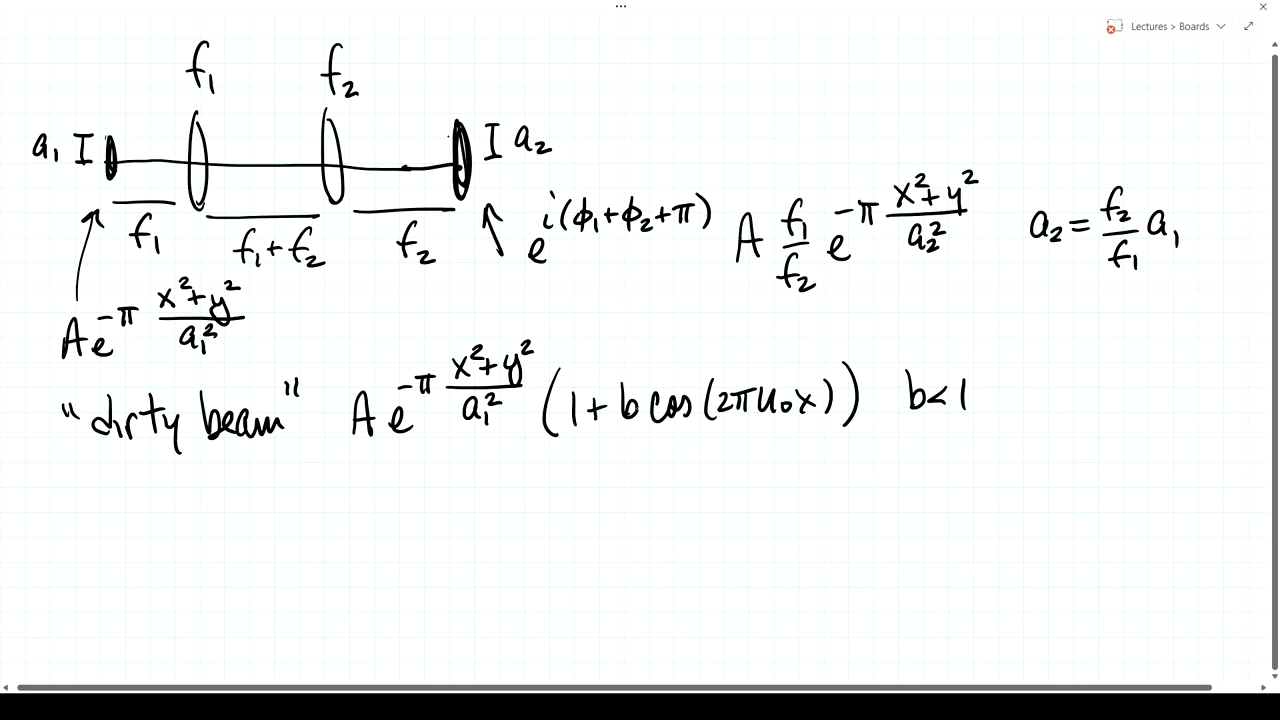 Lectures > Boards
f₁ f₂
a₁ I I a₂
f₁ f₁+f₂ f₂ e^{i(ϕ₁+ϕ₂+π)} A f₁/f₂ e^{-π (x²+y²)/a₂²} a₂ = f₂/f₁ a₁
A e^{-π (x²+y²)/a₁²}
"dirty beam" A e^{-π (x²+y²)/a₁²} (1 + b cos(2πu₀x)) b<1